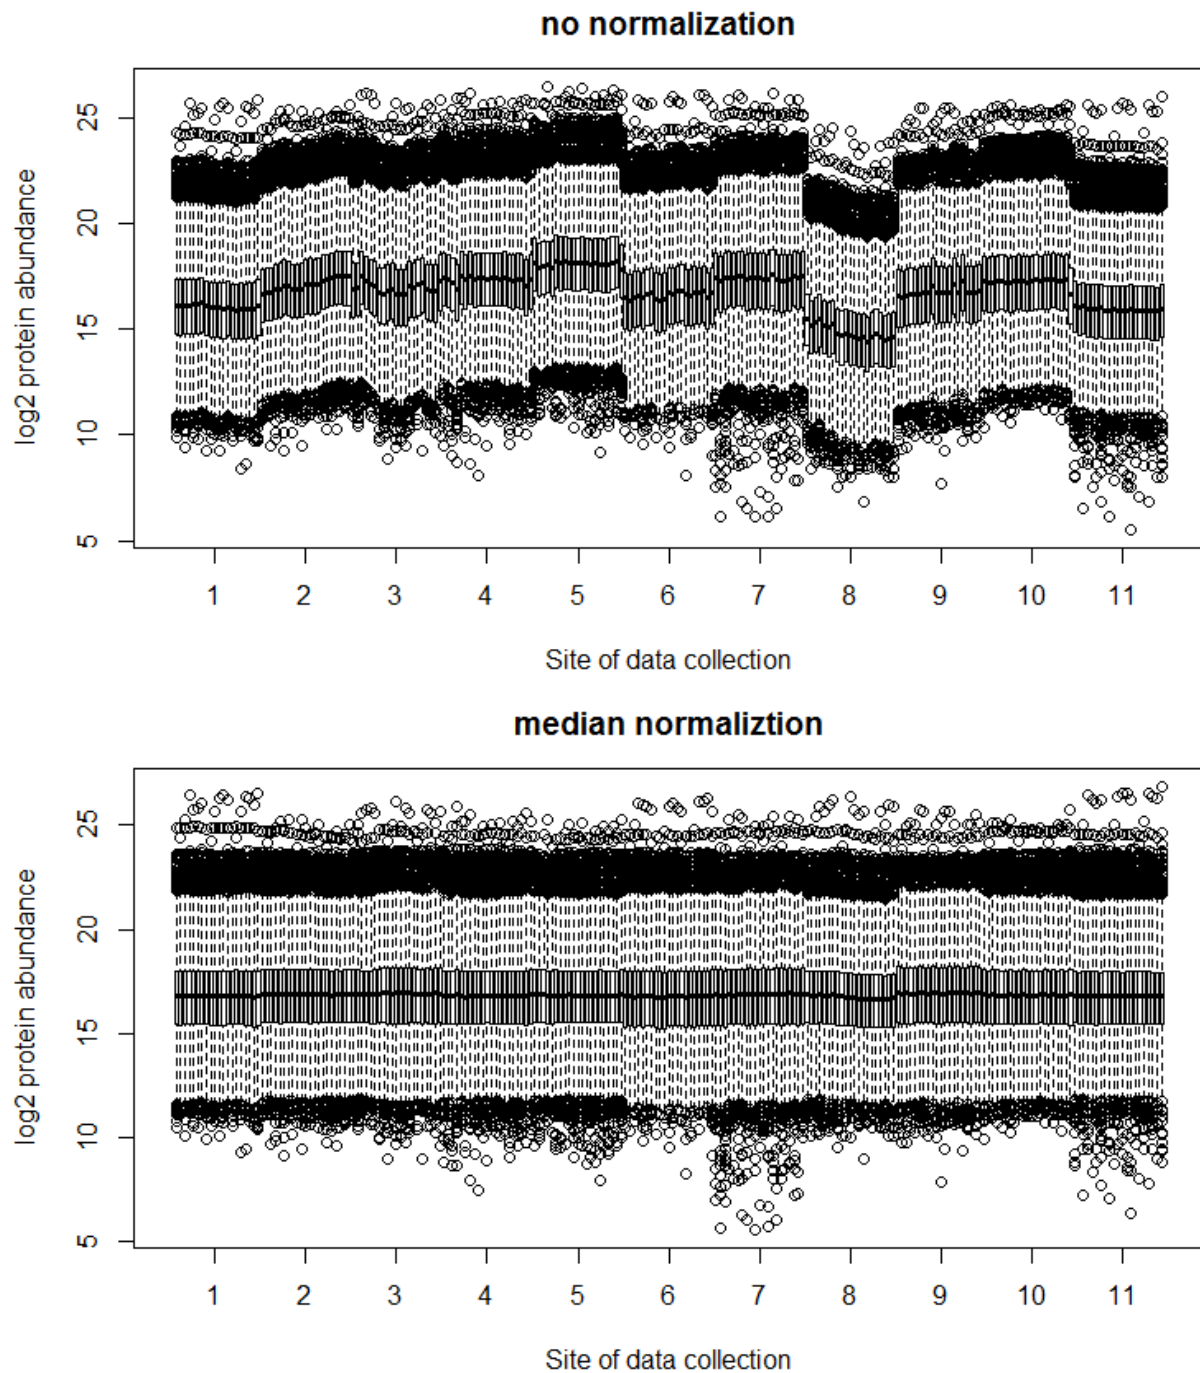 no normalization
25
20
15
10
5
log2 protein abundance
1 2 3 4 5 6 7 8 9 10 11
Site of data collection
median normaliztion
25
20
15
10
5
log2 protein abundance
1 2 3 4 5 6 7 8 9 10 11
Site of data collection